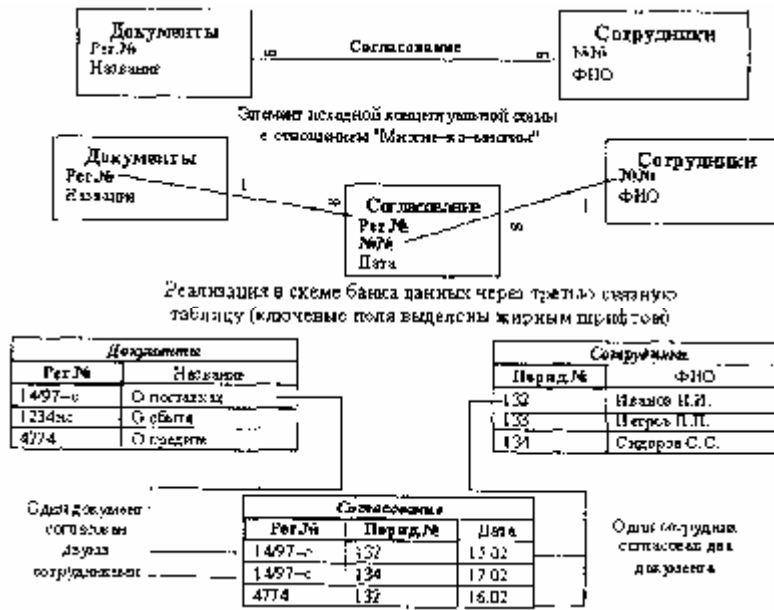 Документы
Рег.№
Название
∞
Согласование
∞
Сотрудники
№№
ФИО
Элемент исходной концептуальной схемы
с отношением "Многие-ко-многим"
Документы
Рег.№
Название
1
∞
Согласование
Рег.№
№№
Дата
∞
1
Сотрудники
№№
ФИО
Реализация в схеме банка данных через третью связную
таблицу (ключевые поля выделены жирным шрифтом)
Документы
Рег.№ Название
14/97-с О поставках
1234нс О сбыте
4774 О кредите
Сотрудники
Поряд.№ ФИО
132 Иванов И.И.
133 Петров П.П.
134 Сидоров С.С.
Один документ
согласован
двумя
сотрудниками
Согласование
Рег.№ Поряд.№ Дата
14/97-с 132 15.02
14/97-с 134 17.02
4774 132 16.02
Один сотрудник
согласовал два
документа